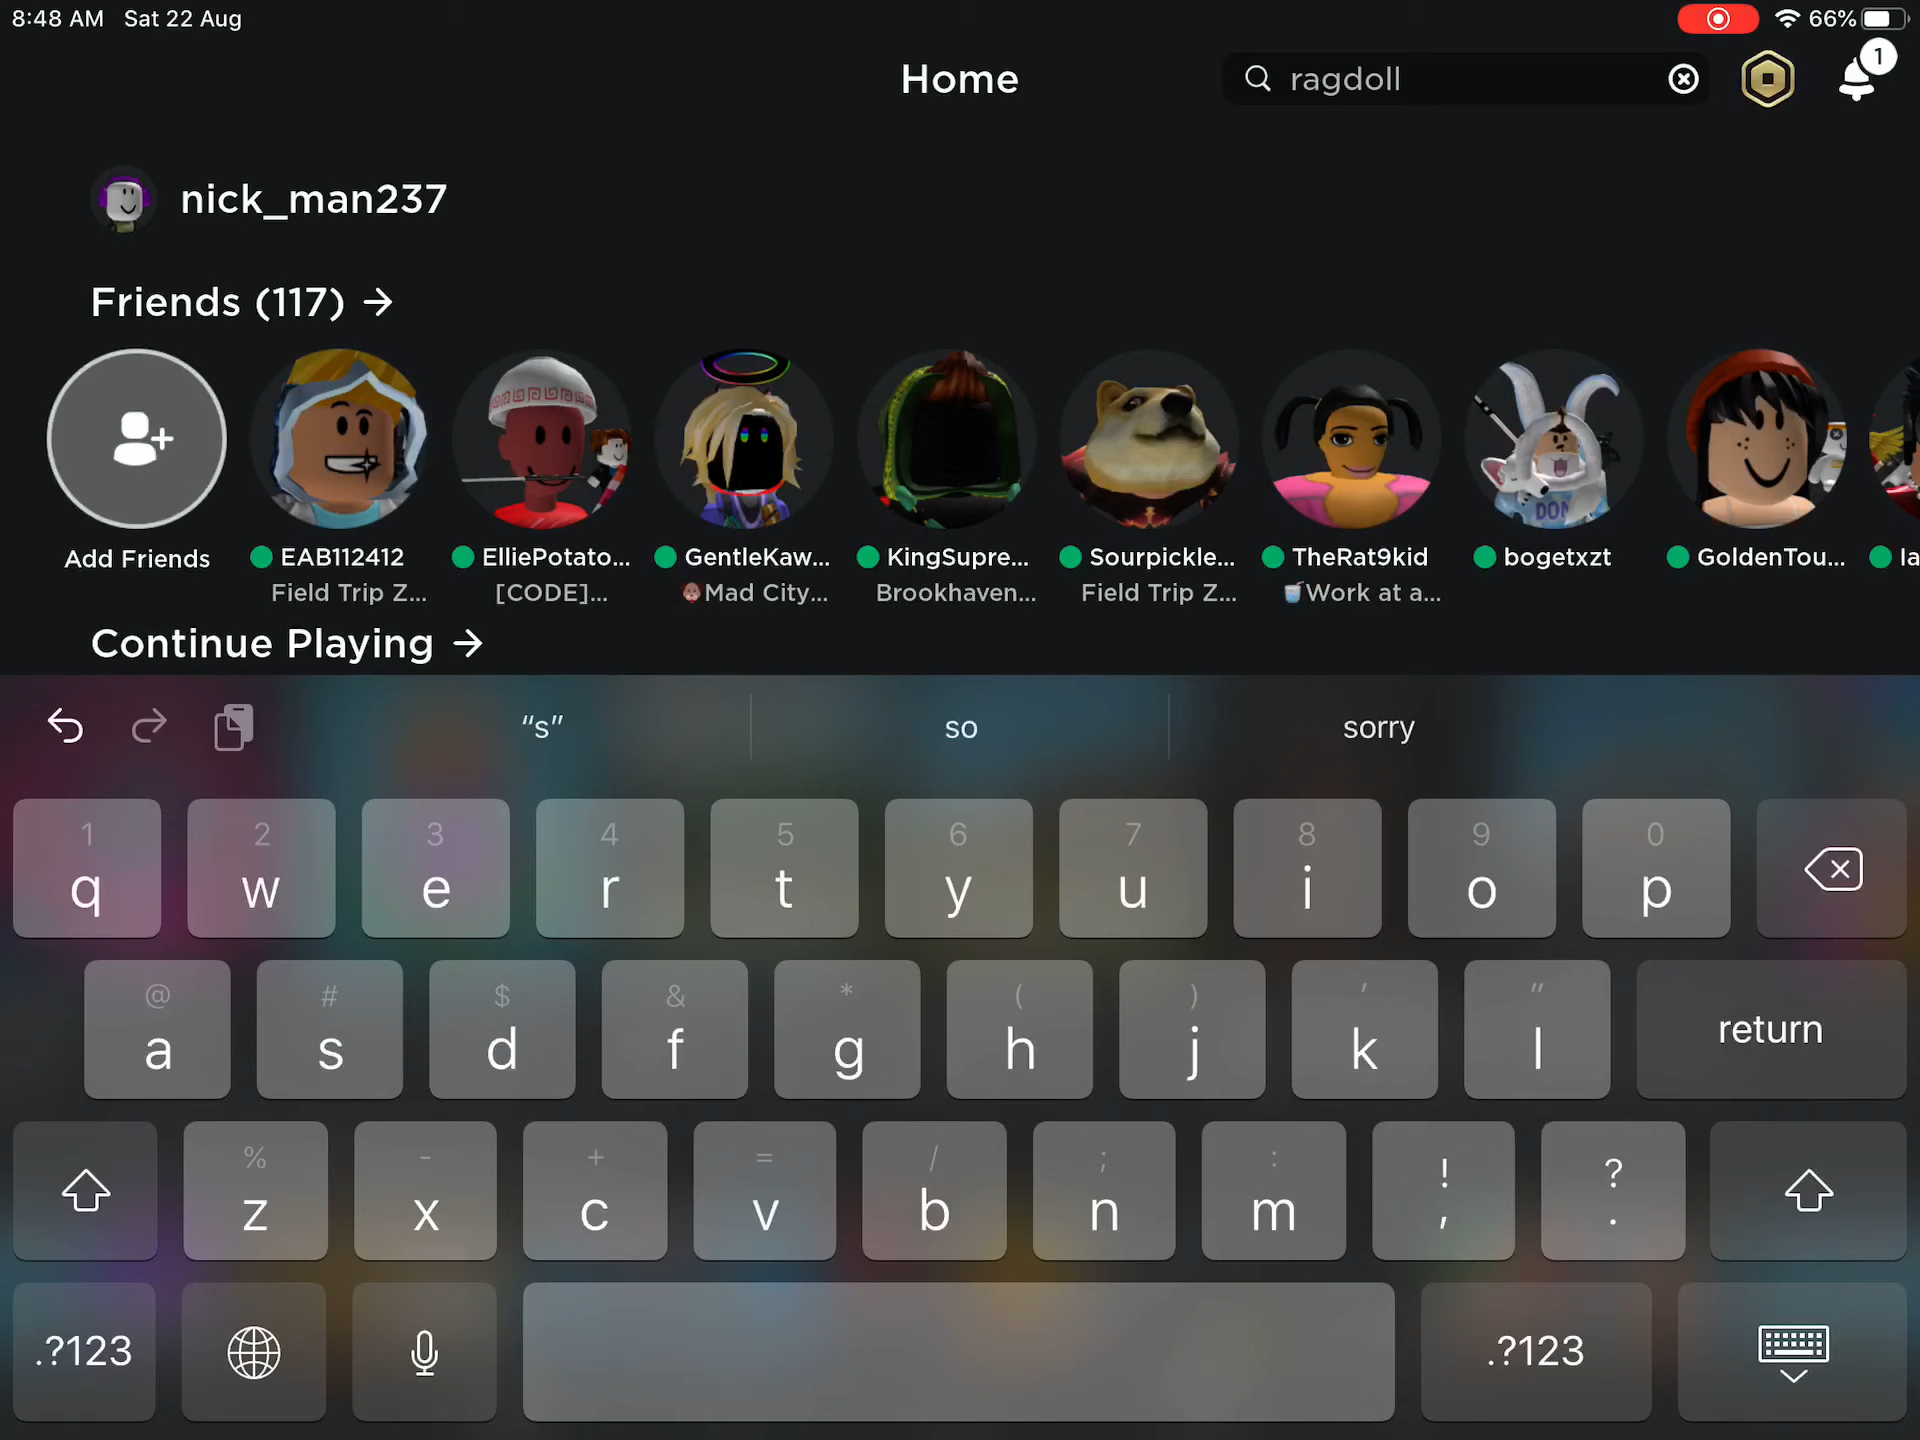 8:48 AM Sat 22 Aug
66%
Home
ragdoll
1
nick_man237
Friends (117) →
DON
Add Friends
EAB112412
ElliePotato...
GentleKaw...
KingSupre...
Sourpickle...
TheRat9kid
bogetxzt
GoldenTou...
Ia
Field Trip Z...
[CODE]...
Mad City...
Brookhaven...
Field Trip Z...
Work at a...
Continue Playing →
“s”
so
sorry
1 2 3 4 5 6 7 8 9 0
q w e r t y u i o p
@ # $ & * ( ) ' "
a s d f g h j k l return
% - + = / ; : ! ?
z x c v b n m , .
.?123
.?123